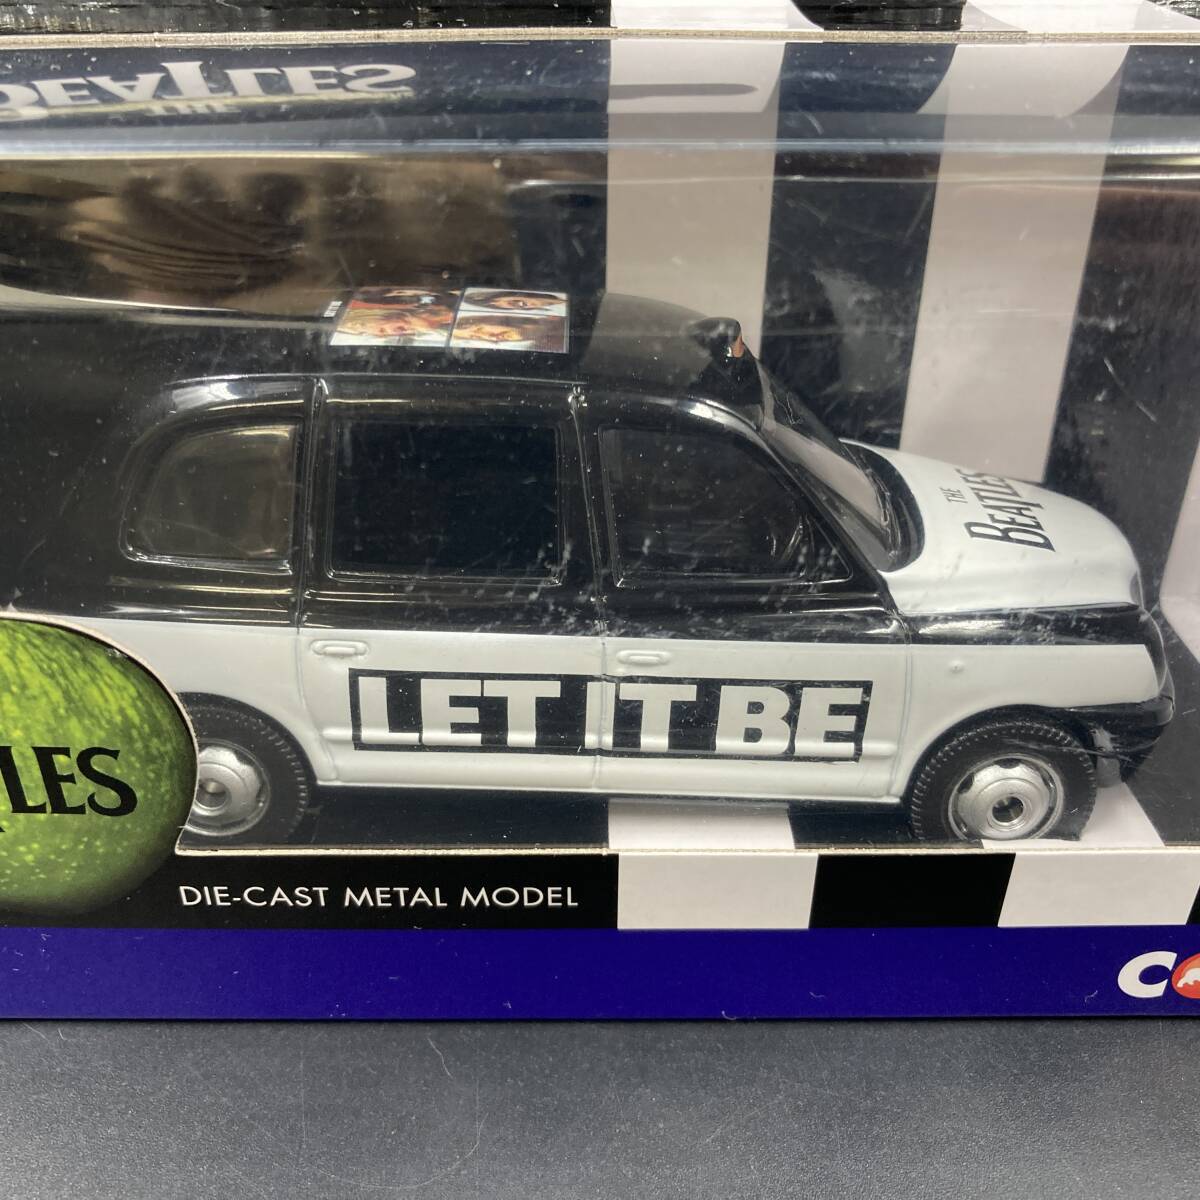 THE
BEATLES
THE
BEATLES
LET IT BE
LES
DIE-CAST METAL MODEL
CO